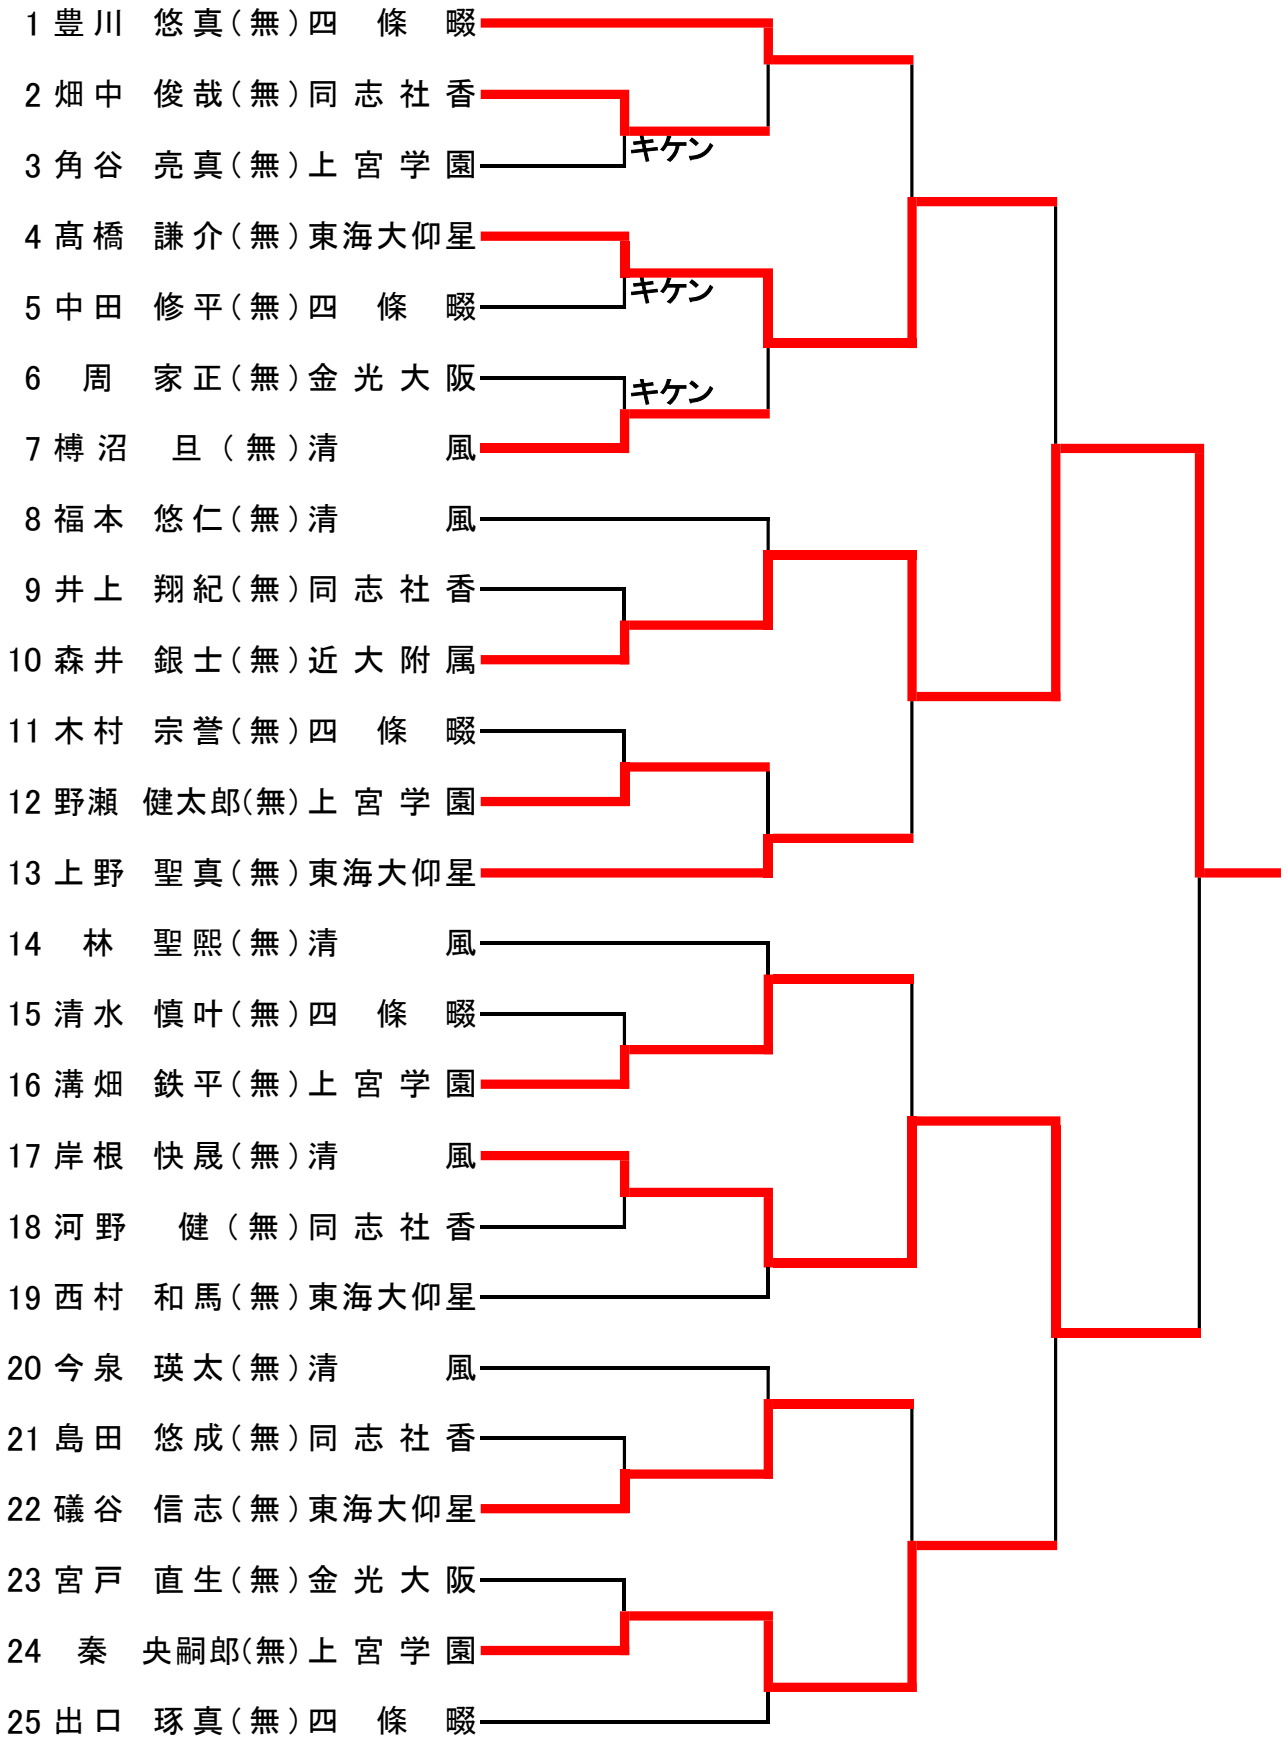 1 豊川 悠真(無) 四條畷
2 畑中 俊哉(無) 同志社香
キケン
3 角谷 亮真(無) 上宮学園
4 髙橋 謙介(無) 東海大仰星
キケン
5 中田 修平(無) 四條畷
6 周 家正(無) 金光大阪
キケン
7 榑沼 旦(無) 清風
8 福本 悠仁(無) 清風
9 井上 翔紀(無) 同志社香
10 森井 銀士(無) 近大附属
11 木村 宗誉(無) 四條畷
12 野瀬 健太郎(無) 上宮学園
13 上野 聖真(無) 東海大仰星
14 林 聖熙(無) 清風
15 清水 慎叶(無) 四條畷
16 溝畑 鉄平(無) 上宮学園
17 岸根 快晟(無) 清風
18 河野 健(無) 同志社香
19 西村 和馬(無) 東海大仰星
20 今泉 瑛太(無) 清風
21 島田 悠成(無) 同志社香
22 礒谷 信志(無) 東海大仰星
23 宮戸 直生(無) 金光大阪
24 秦 央嗣郎(無) 上宮学園
25 出口 琢真(無) 四條畷